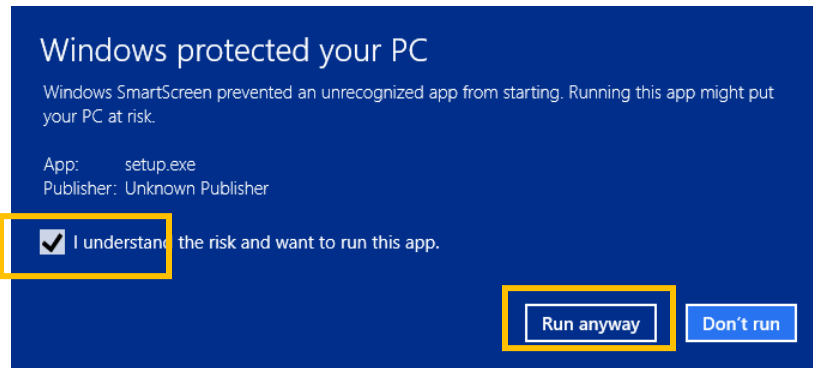 Windows protected your PC
Windows SmartScreen prevented an unrecognized app from starting. Running this app might put
your PC at risk.
App: setup.exe
Publisher: Unknown Publisher
I understand the risk and want to run this app.
Run anyway Don´t run